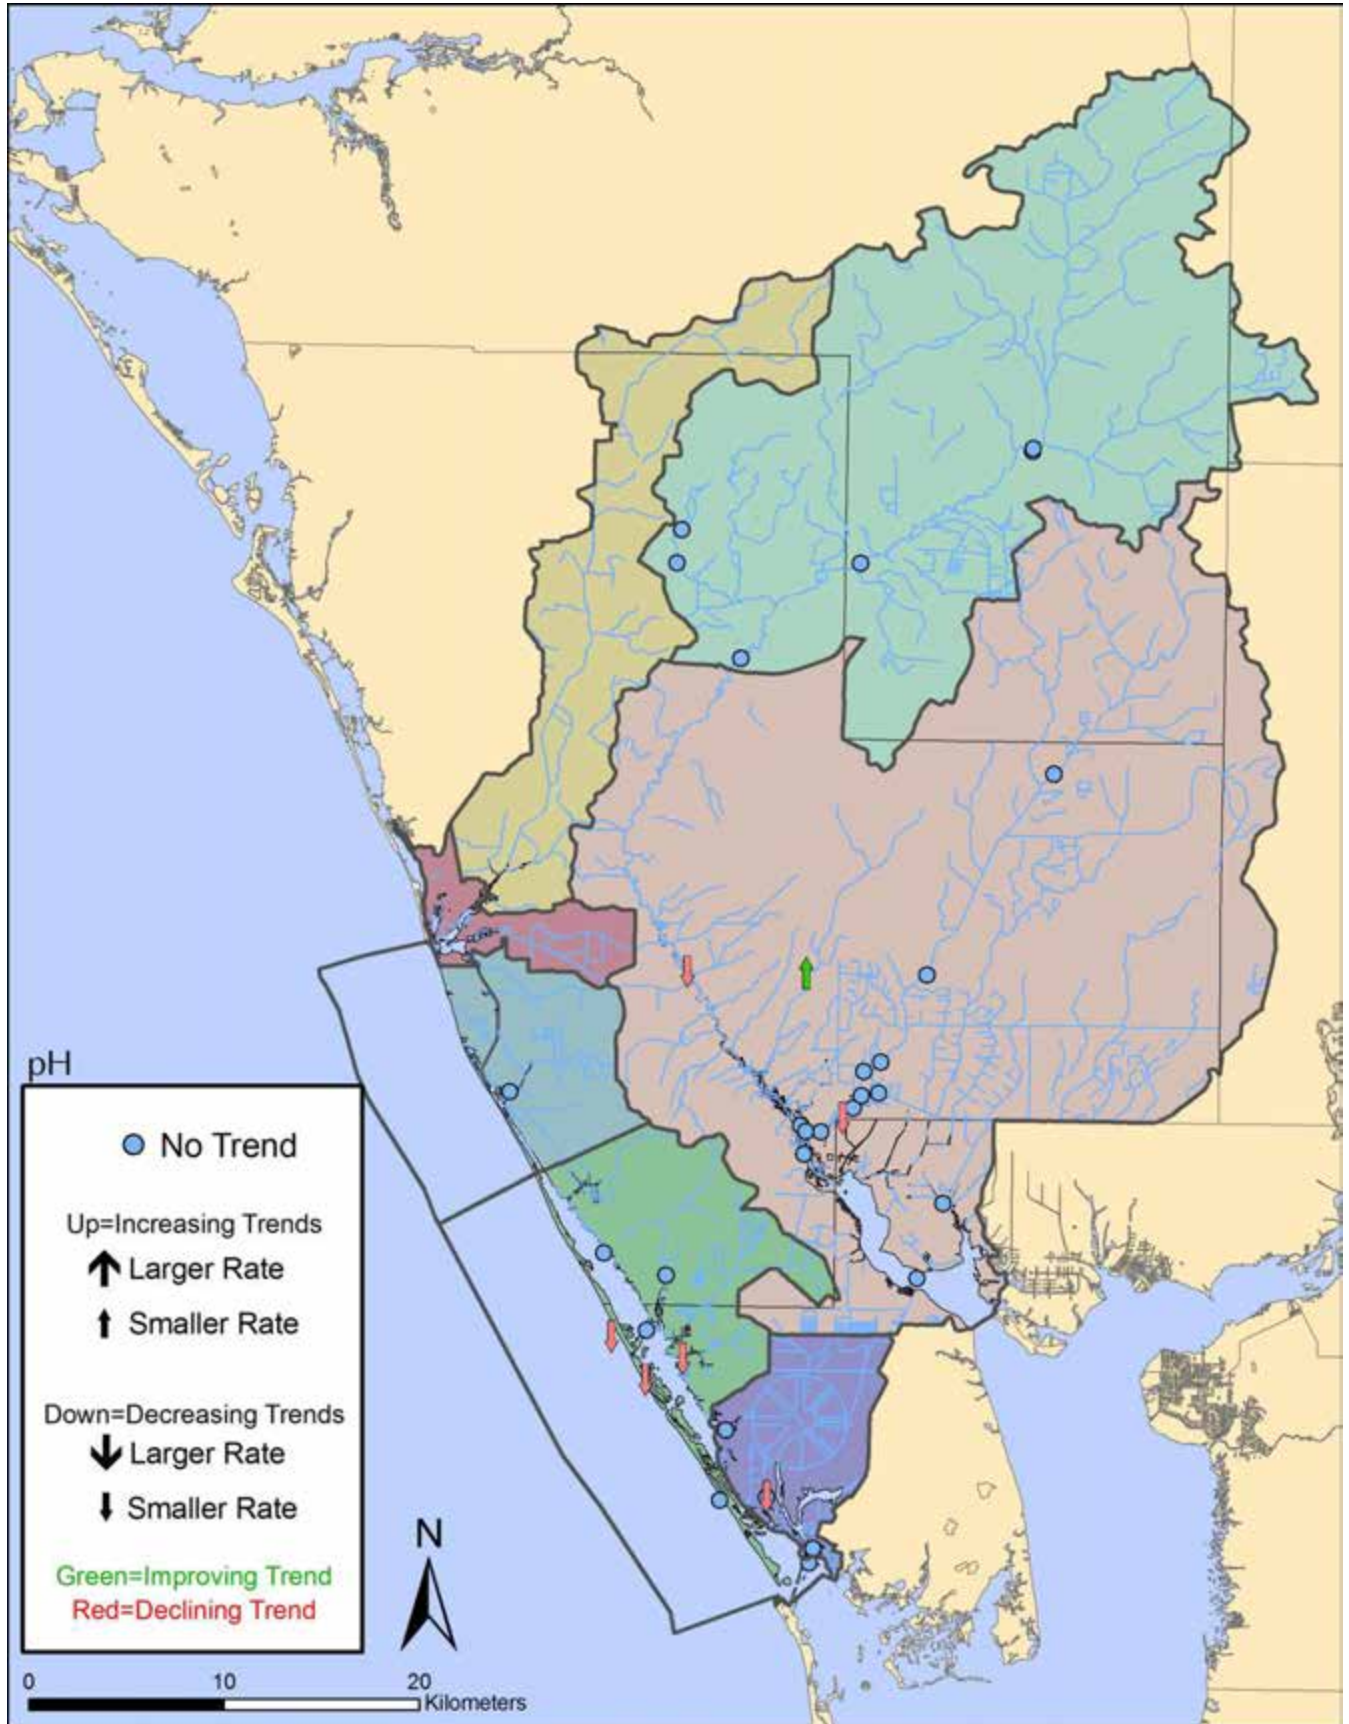 pH
No Trend
Up=Increasing Trends
Larger Rate
Smaller Rate
Down=Decreasing Trends
Larger Rate
Smaller Rate
Green=Improving Trend
Red=Declining Trend
N
0 10 20
Kilometers